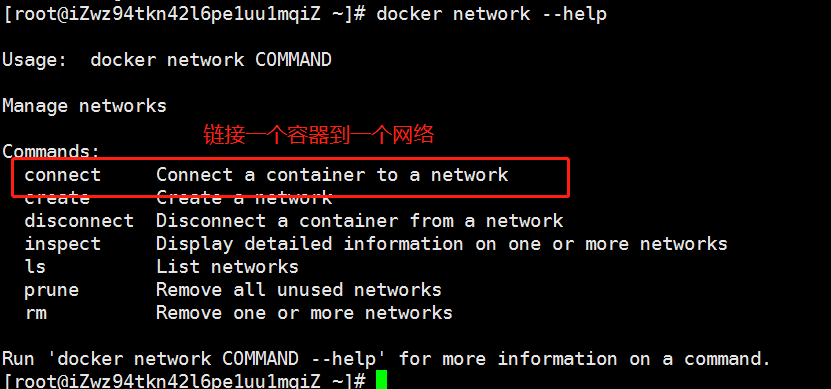 [root@iZwz94tkn42l6pe1uu1mqiZ ~]# docker network --help
Usage:  docker network COMMAND
Manage networks
链接一个容器到一个网络
Commands:
connect     Connect a container to a network
create      Create a network
disconnect  Disconnect a container from a network
inspect     Display detailed information on one or more networks
ls          List networks
prune       Remove all unused networks
rm          Remove one or more networks
Run 'docker network COMMAND --help' for more information on a command.
[root@iZwz94tkn42l6pe1uu1mqiZ ~]#